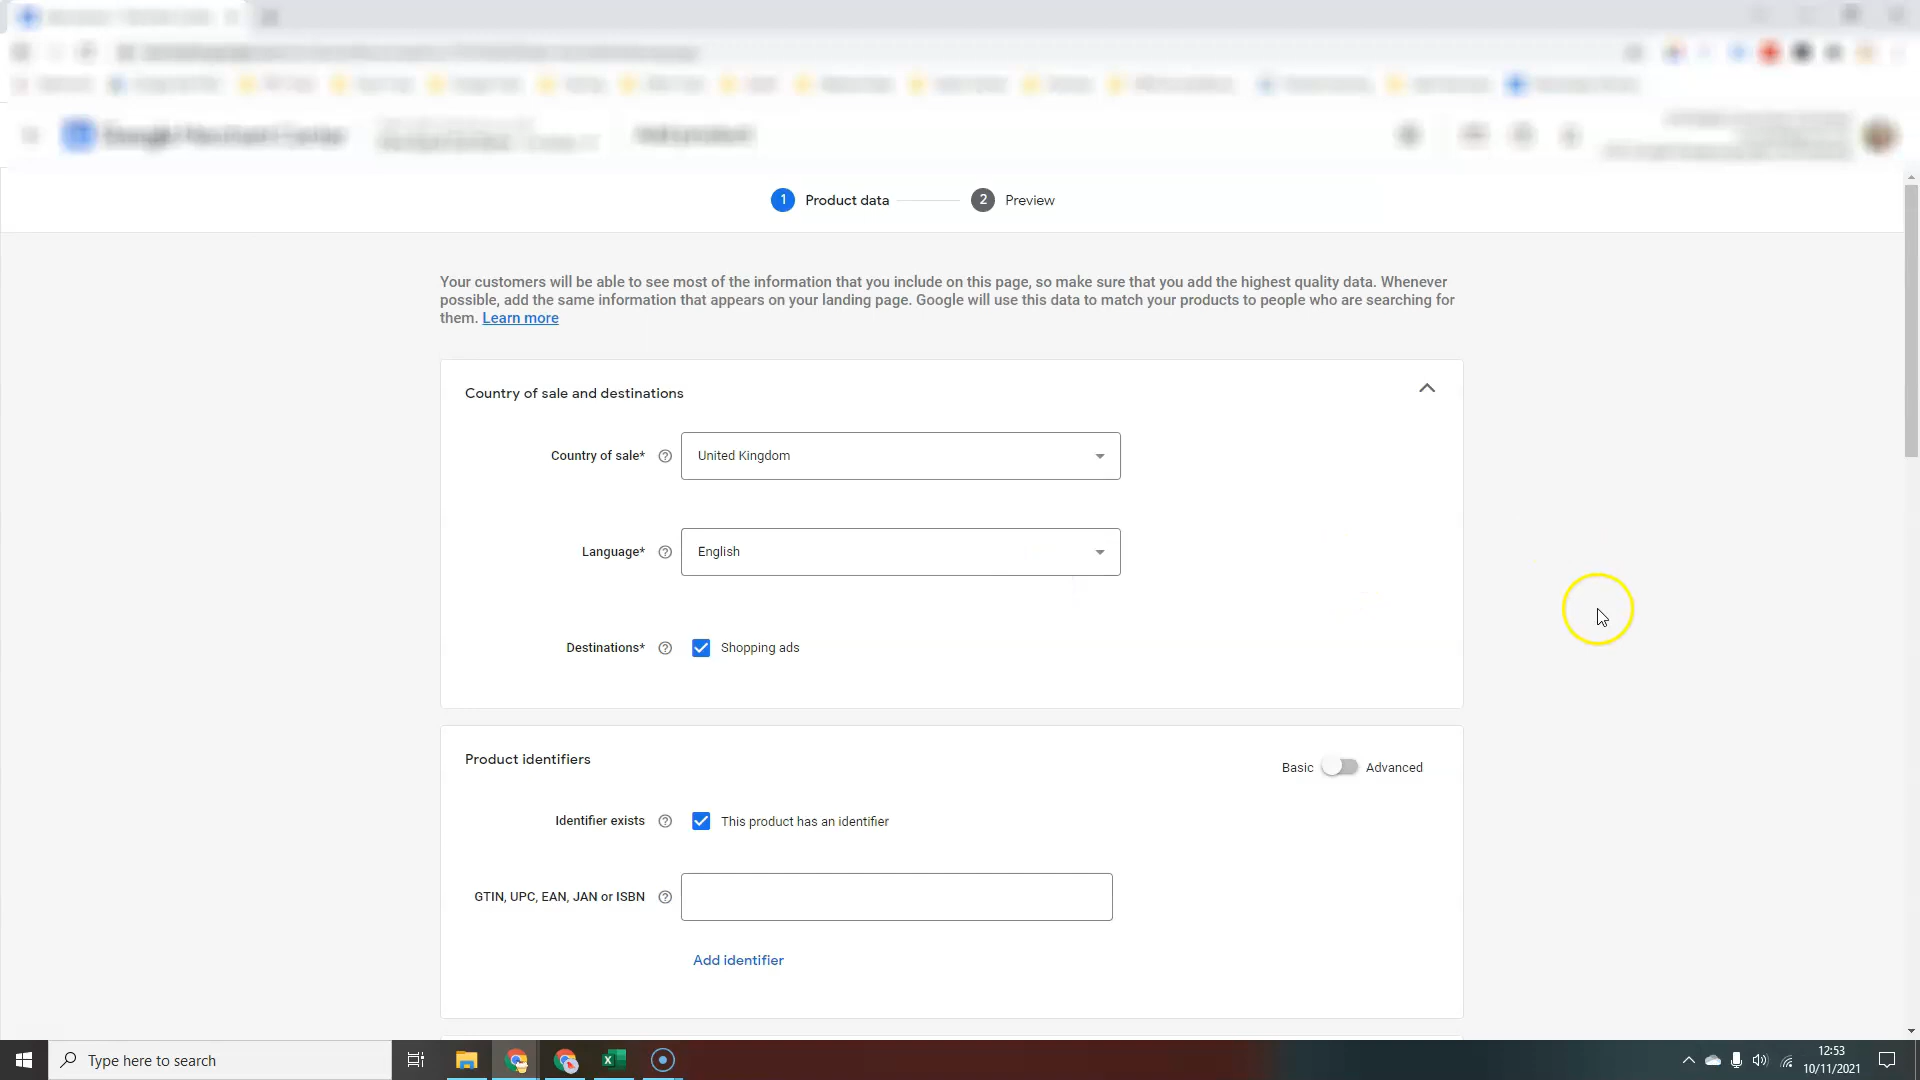 Google Merchant Center
Add product
1 Product data
2 Preview
Your customers will be able to see most of the information that you include on this page, so make sure that you add the highest quality data. Whenever
possible, add the same information that appears on your landing page. Google will use this data to match your products to people who are searching for
them. Learn more
Country of sale and destinations
Country of sale* United Kingdom
Language* English
Destinations* Shopping ads
Product identifiers
Basic Advanced
Identifier exists This product has an identifier
GTIN, UPC, EAN, JAN or ISBN
Add identifier
Type here to search
12:53
10/11/2021